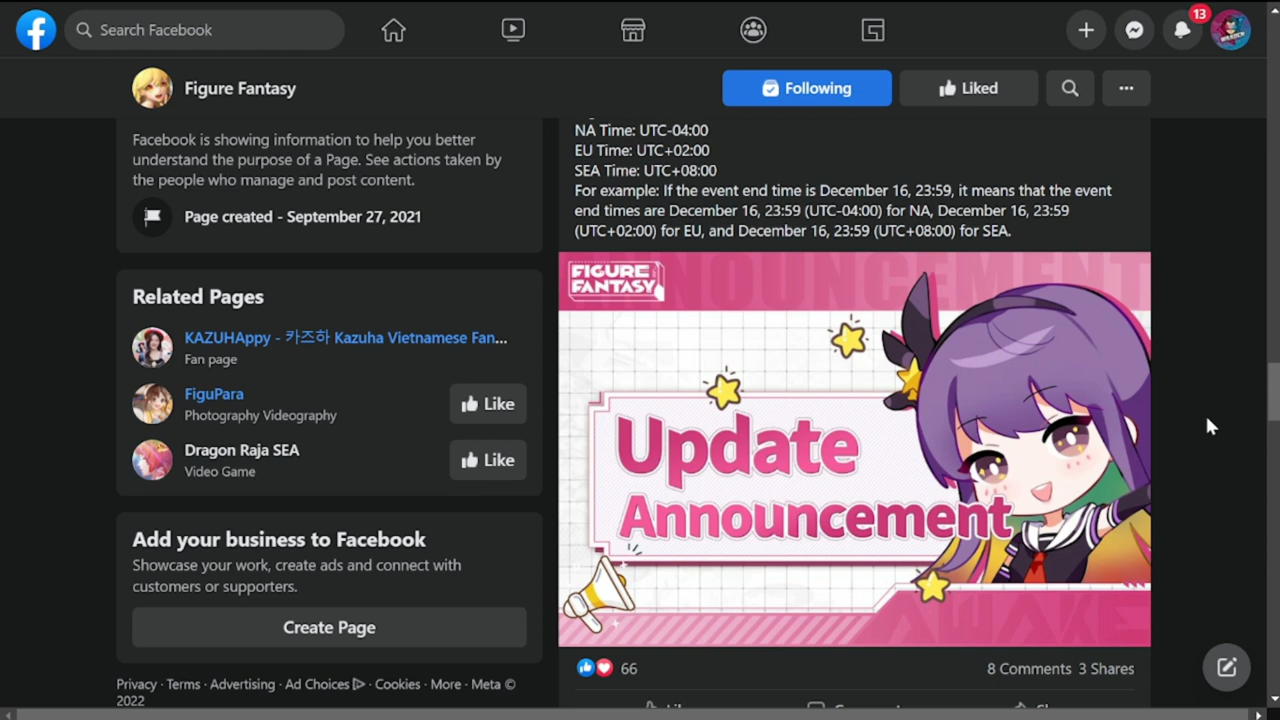 Search Facebook
13
Figure Fantasy
Following
Liked
Facebook is showing information to help you better
understand the purpose of a Page. See actions taken by
the people who manage and post content.
Page created - September 27, 2021
Related Pages
KAZUHAppy - 카즈하 Kazuha Vietnamese Fan...
Fan page
FiguPara
Photography Videography
Like
Dragon Raja SEA
Video Game
Like
Add your business to Facebook
Showcase your work, create ads and connect with
customers or supporters.
Create Page
Privacy · Terms · Advertising · Ad Choices · Cookies · More · Meta ©
2022
NA Time: UTC-04:00
EU Time: UTC+02:00
SEA Time: UTC+08:00
For example: If the event end time is December 16, 23:59, it means that the event
end times are December 16, 23:59 (UTC-04:00) for NA, December 16, 23:59
(UTC+02:00) for EU, and December 16, 23:59 (UTC+08:00) for SEA.
FIGURE
FANTASY
Update
Announcement
AWAKE
66
8 Comments 3 Shares